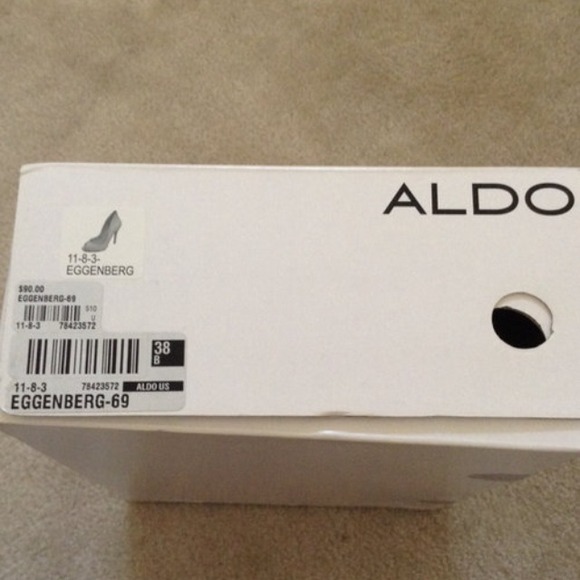 ALDO
11-8-3-
EGGENBERG
$90.00
EGGENBERG-69
S10
U
11-8-3 78423572
38
B
11-8-3 78423572 ALDO US
EGGENBERG-69